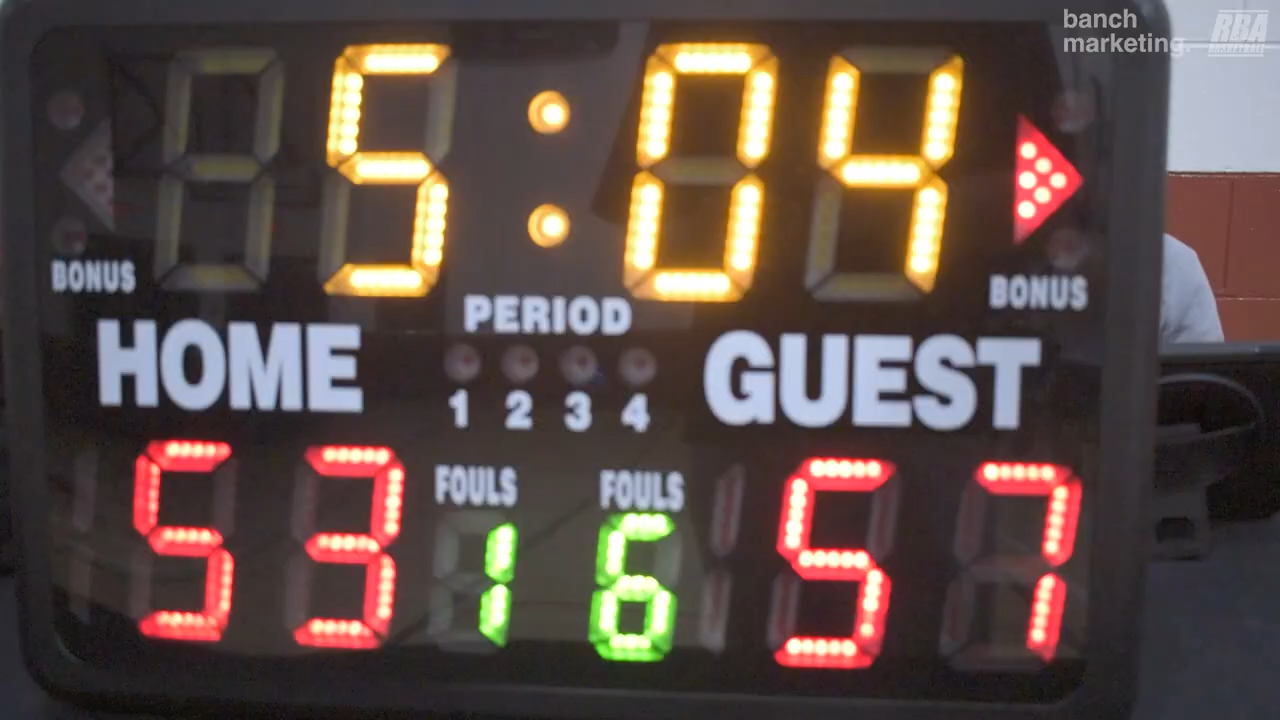 banch
marketing.
RBA
BASKETBALL
5:04
BONUS
BONUS
PERIOD
HOME
GUEST
1 2 3 4
FOULS FOULS
53 1 6 57